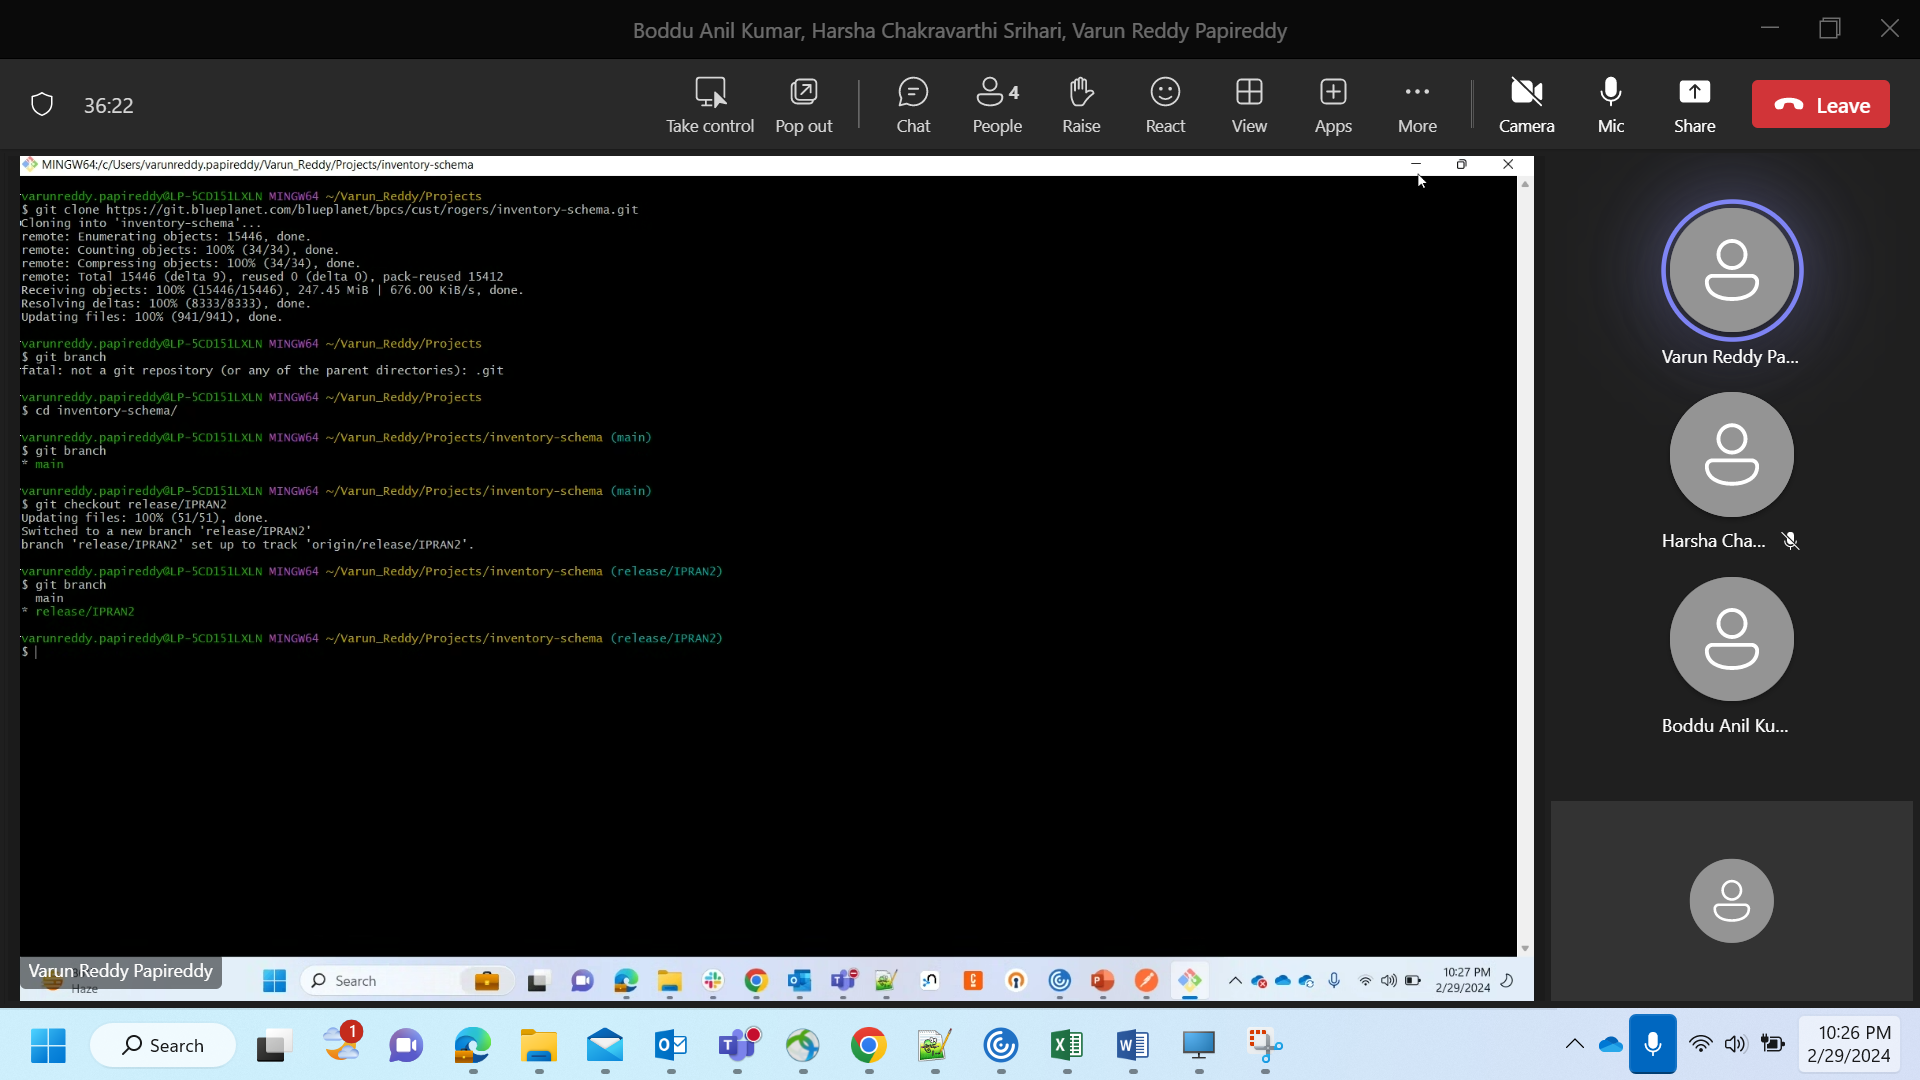 Boddu Anil Kumar, Harsha Chakravarthi Srihari, Varun Reddy Papireddy
36:22
Take control
Pop out
Chat
4
People
Raise
React
View
Apps
More
Camera
Mic
Share
Leave
MINGW64:/c/Users/varunreddy.papireddy/Varun_Reddy/Projects/inventory-schema
varunreddy.papireddy@LP-5CD151LXLN MINGW64 ~/Varun_Reddy/Projects
$ git clone https://git.blueplanet.com/blueplanet/bpcs/cust/rogers/inventory-schema.git
Cloning into 'inventory-schema'...
remote: Enumerating objects: 15446, done.
remote: Counting objects: 100% (34/34), done.
remote: Compressing objects: 100% (34/34), done.
remote: Total 15446 (delta 9), reused 0 (delta 0), pack-reused 15412
Receiving objects: 100% (15446/15446), 247.45 MiB | 676.00 KiB/s, done.
Resolving deltas: 100% (8333/8333), done.
Updating files: 100% (941/941), done.
varunreddy.papireddy@LP-5CD151LXLN MINGW64 ~/Varun_Reddy/Projects
$ git branch
fatal: not a git repository (or any of the parent directories): .git
varunreddy.papireddy@LP-5CD151LXLN MINGW64 ~/Varun_Reddy/Projects
$ cd inventory-schema/
varunreddy.papireddy@LP-5CD151LXLN MINGW64 ~/Varun_Reddy/Projects/inventory-schema (main)
$ git branch
* main
varunreddy.papireddy@LP-5CD151LXLN MINGW64 ~/Varun_Reddy/Projects/inventory-schema (main)
$ git checkout release/IPRAN2
Updating files: 100% (51/51), done.
Switched to a new branch 'release/IPRAN2'
branch 'release/IPRAN2' set up to track 'origin/release/IPRAN2'.
varunreddy.papireddy@LP-5CD151LXLN MINGW64 ~/Varun_Reddy/Projects/inventory-schema (release/IPRAN2)
$ git branch
main
* release/IPRAN2
varunreddy.papireddy@LP-5CD151LXLN MINGW64 ~/Varun_Reddy/Projects/inventory-schema (release/IPRAN2)
$
Varun Reddy Pa...
Harsha Cha...
Boddu Anil Ku...
Varun Reddy Papireddy
Haze
Search
10:27 PM
2/29/2024
Search
1
10:26 PM
2/29/2024